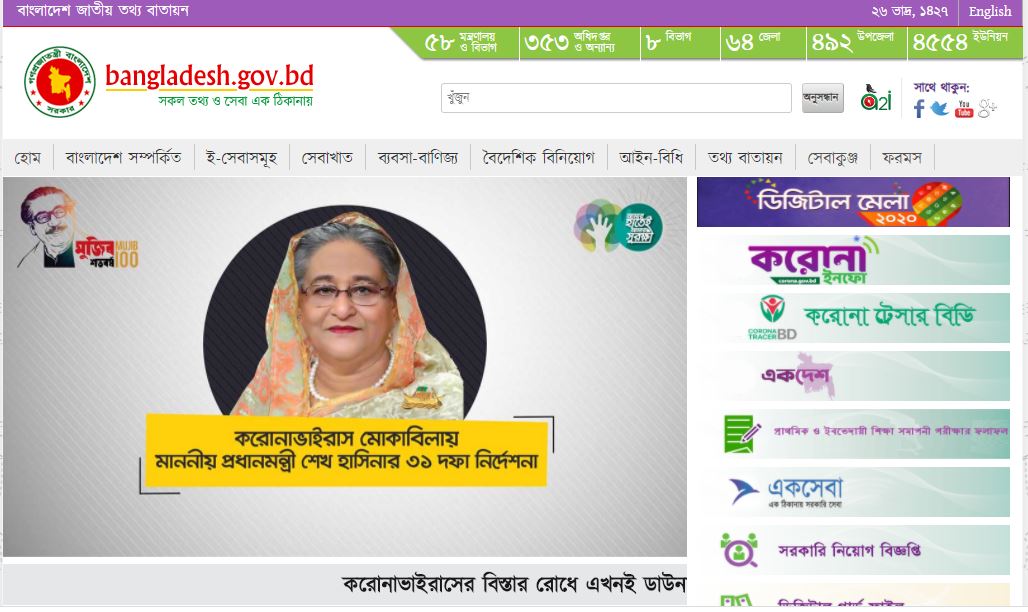 বাংলাদেশ জাতীয় তথ্য বাতায়ন
২৬ ভাদ্র, ১৪২৭
English
৫৮ মন্ত্রণালয় ও বিভাগ
৩৫৩ অধিদপ্তর ও অন্যান্য
৮ বিভাগ
৬৪ জেলা
৪৯২ উপজেলা
৪৫৫৪ ইউনিয়ন
গণপ্রজাতন্ত্রী বাংলাদেশ
সরকার
bangladesh.gov.bd
সকল তথ্য ও সেবা এক ঠিকানায়
খুঁজুন
অনুসন্ধান
a2i
সাথে থাকুন:
You Tube
হোম
বাংলাদেশ সম্পর্কিত
ই-সেবাসমূহ
সেবাখাত
ব্যবসা-বাণিজ্য
বৈদেশিক বিনিয়োগ
আইন-বিধি
তথ্য বাতায়ন
সেবাকুঞ্জ
ফরমস
মুজিব MUJIB
শতবর্ষ 100
করোনাভাইরাস মোকাবিলায়
মাননীয় প্রধানমন্ত্রী শেখ হাসিনার ৩১ দফা নির্দেশনা
করোনাভাইরাসের বিস্তার রোধে এখনই ডাউন
ডিজিটাল মেলা
২০২০
করোনা
corona.gov.bd ইনফো
করোনা ট্রেসার বিডি
CORONA
TRACER BD
একদেশ
প্রাথমিক ও ইবতেদায়ী শিক্ষা সমাপনী পরীক্ষার ফলাফল
একসেবা
এক ঠিকানায় সরকারি সেবা
সরকারি নিয়োগ বিজ্ঞপ্তি